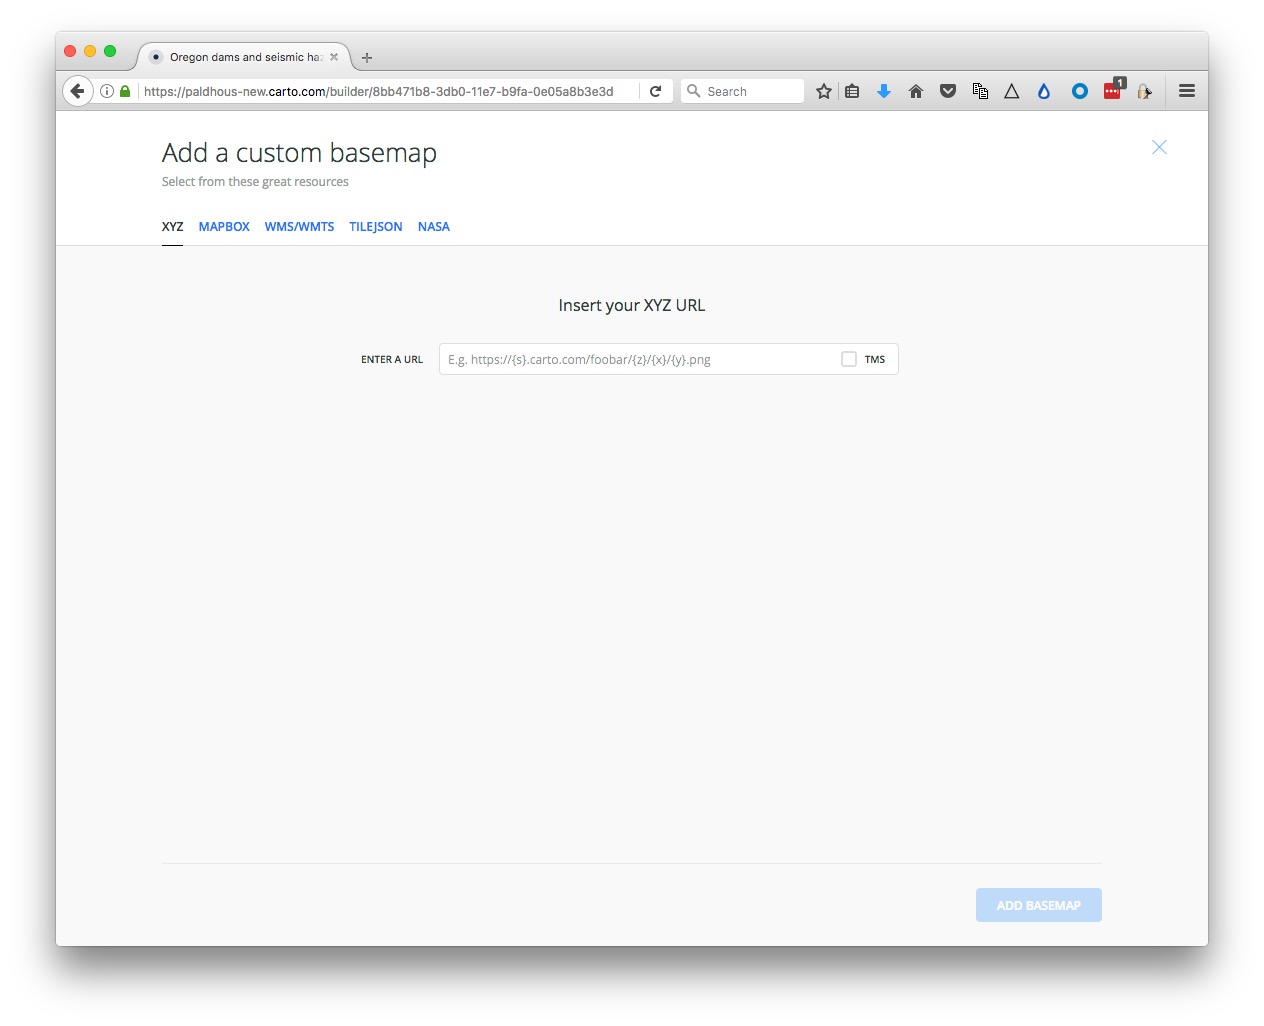 Oregon dams and seismic haz
https://paldhous-new.carto.com/builder/8bb471b8-3db0-11e7-b9fa-0e05a8b3e3d
Search
1
Add a custom basemap
Select from these great resources
XYZ MAPBOX WMS/WMTS TILEJSON NASA
Insert your XYZ URL
ENTER A URL E.g. https://{s}.carto.com/foobar/{z}/{x}/{y}.png TMS
ADD BASEMAP